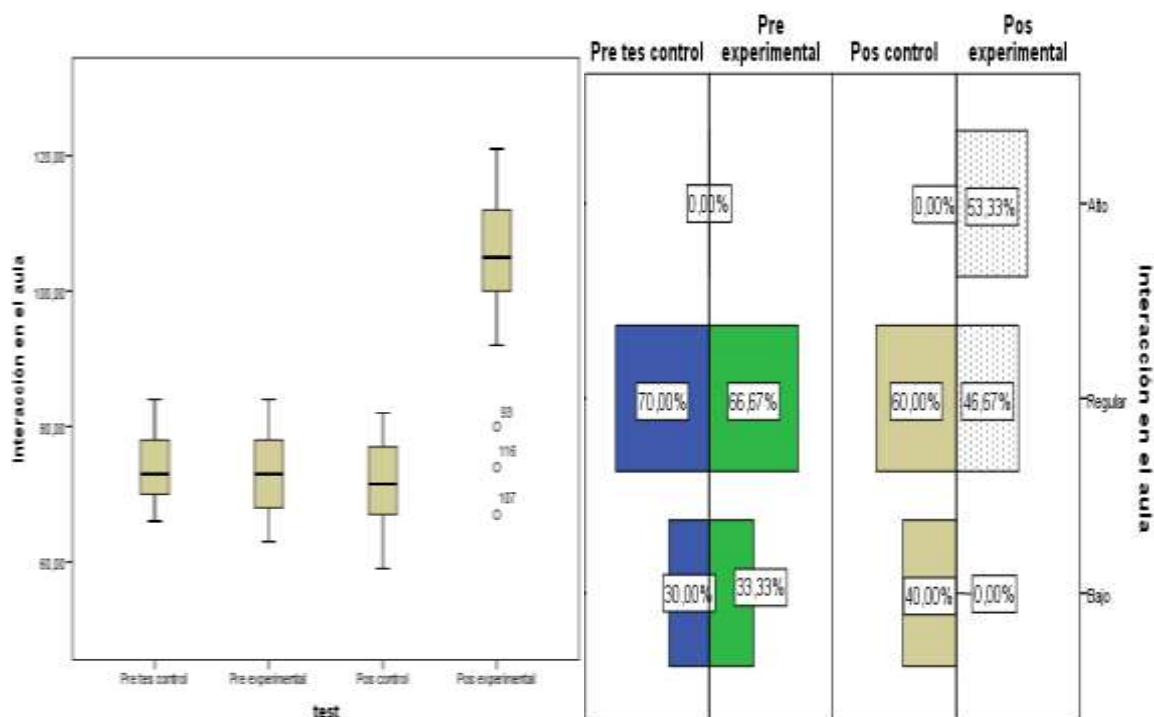 Interacción en el aula
120,00
100,00
80,00
60,00
116
107
Pre tes control
Pre experimental
Pos control
Pos experimental
test
Pre tes control
Pre
experimental
Pos control
Pos
experimental
0,00%
0,00%
53,33%
Alto
70,00%
66,67%
60,00%
46,67%
Regular
30,00%
33,33%
40,00%
0,00%
Bajo
Interacción en el aula